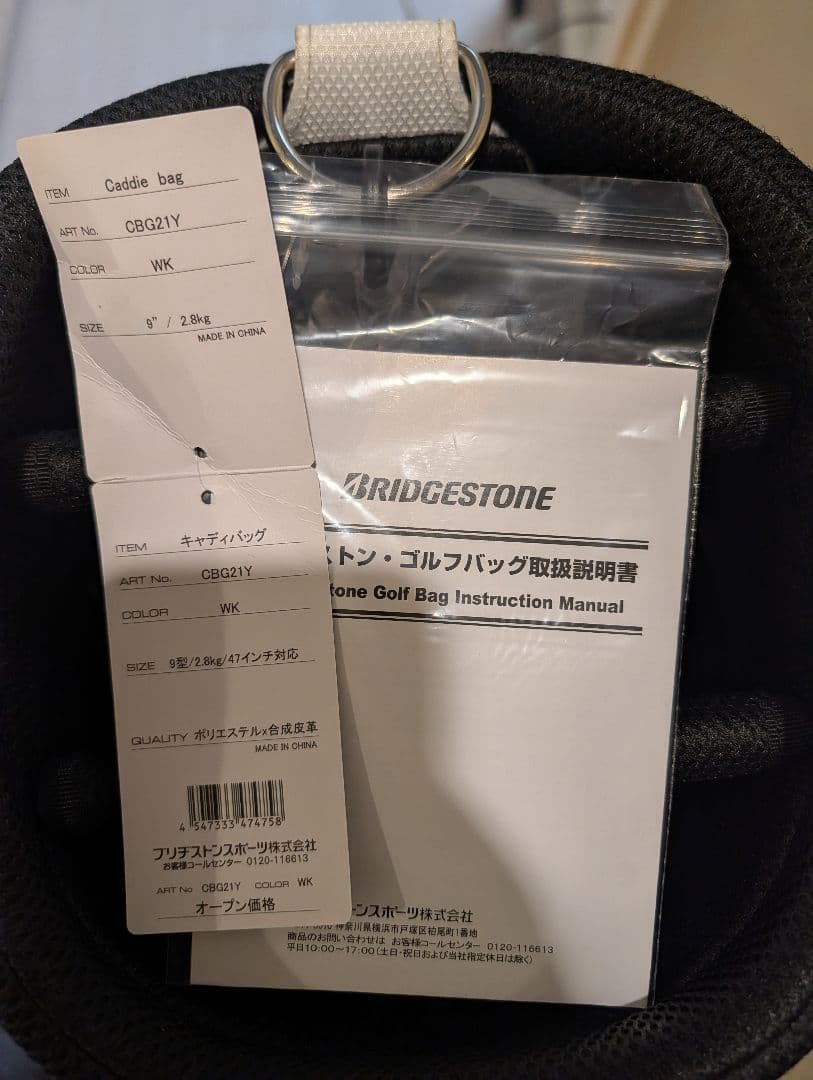 ITEM Caddie bag
ART No. CBG21Y
COLOR WK
SIZE 9" / 2.8kg
MADE IN CHINA
ITEM キャディバッグ
ART No. CBG21Y
COLOR WK
SIZE 9型/2.8kg/47インチ対応
QUALITY ポリエステル×合成皮革
MADE IN CHINA
4 547333 474758
ブリヂストンスポーツ株式会社
お客様コールセンター 0120-116613
ART No CBG21Y COLOR WK
オープン価格
BRIDGESTONE
ストン・ゴルフバッグ取扱説明書
tone Golf Bag Instruction Manual
ンスポーツ株式会社
神奈川県横浜市戸塚区柏尾町1番地
商品のお問い合わせは お客様コールセンター 0120-116613
平日10:00～17:00(土日・祝日および当社指定休日は除く)